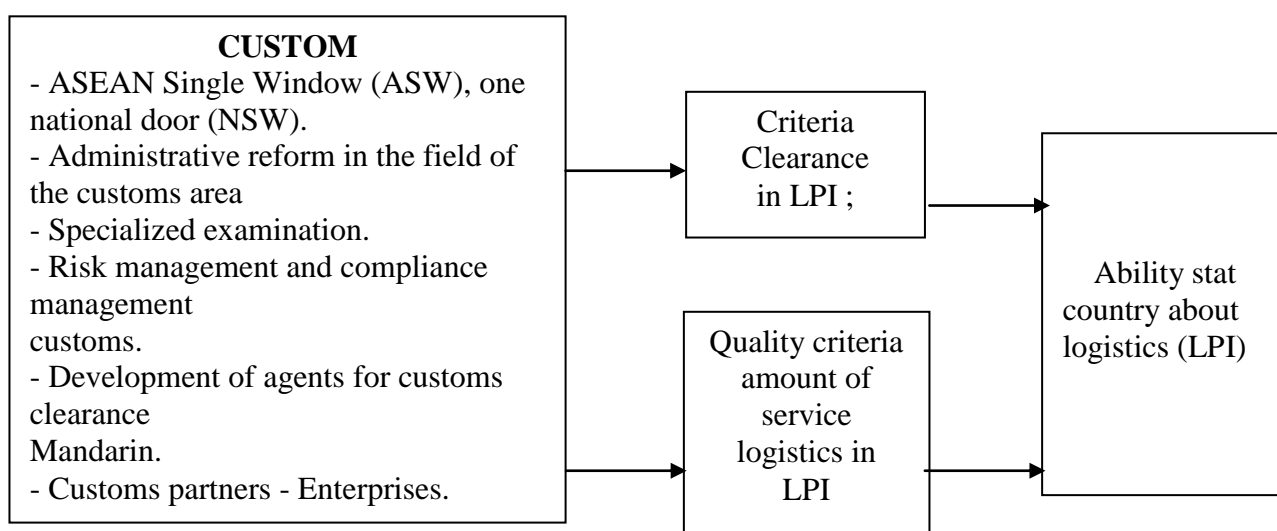 CUSTOM
- ASEAN Single Window (ASW), one
national door (NSW).
- Administrative reform in the field of
the customs area
- Specialized examination.
- Risk management and compliance
management
customs.
- Development of agents for customs
clearance
Mandarin.
- Customs partners - Enterprises.
Criteria
Clearance
in LPI ;
Quality criteria
amount of
service
logistics in
LPI
Ability stat
country about
logistics (LPI)